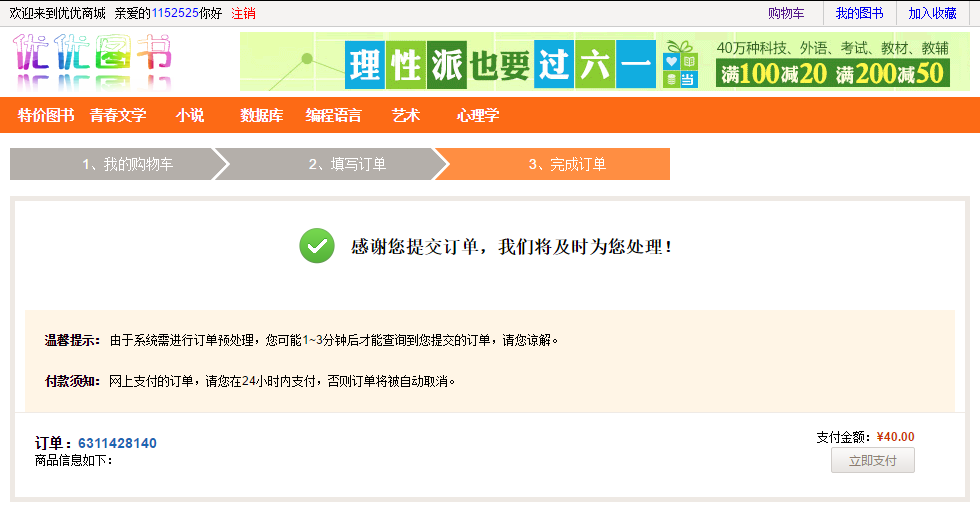 欢迎来到优优商城 亲爱的1152525你好 注销 购物车 我的图书 加入收藏
优优图书
理性派也要过六一 当
40万种科技、外语、考试、教材、教辅
满100减20 满200减50
特价图书 青春文学 小说 数据库 编程语言 艺术 心理学
1、我的购物车 2、填写订单 3、完成订单
感谢您提交订单，我们将及时为您处理！
温馨提示： 由于系统需进行订单预处理，您可能1~3分钟后才能查询到您提交的订单，请您谅解。
付款须知： 网上支付的订单，请您在24小时内支付，否则订单将被自动取消。
订单：6311428140 支付金额：¥40.00
商品信息如下： 立即支付